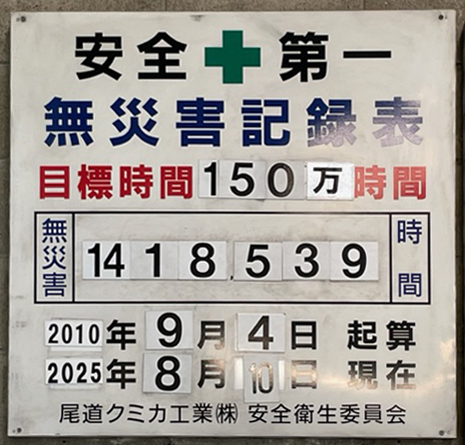 安全 第一
無災害記録表
目標時間150万時間
無災害 1418539 時間
2010年9月4日 起算
2025年8月10日 現在
尾道クミカ工業㈱ 安全衛生委員会